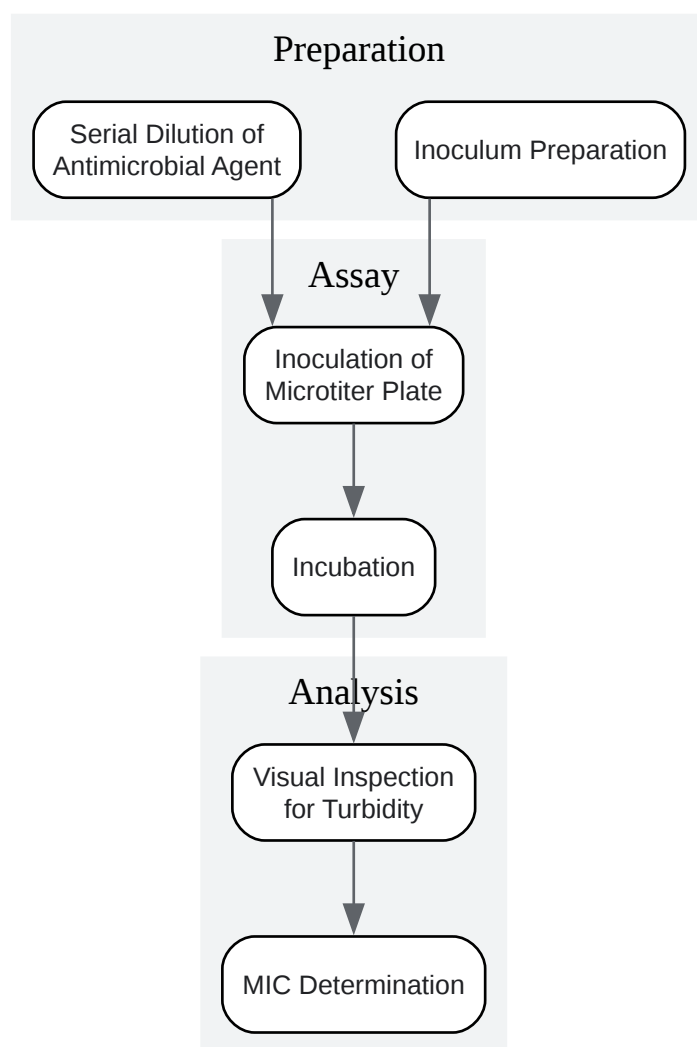 Preparation
Serial Dilution of
Antimicrobial Agent
Inoculum Preparation
Assay
Inoculation of
Microtiter Plate
Incubation
Analysis
Visual Inspection
for Turbidity
MIC Determination